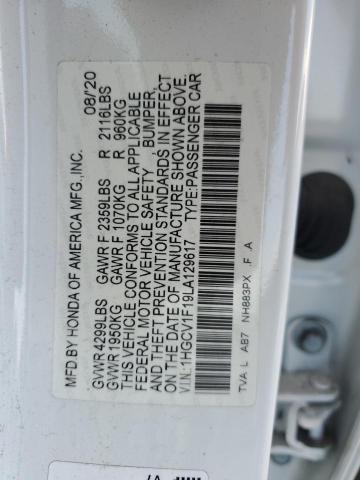 MFD BY HONDA OF AMERICA MFG.,INC. 08/'20
GVWR 4299LBS GAWR F 2359LBS R 2116LBS
GVWR 1950KG GAWR F 1070KG R 960KG
THIS VEHICLE CONFORMS TO ALL APPLICABLE
FEDERAL MOTOR VEHICLE SAFETY BUMPER,
AND THEFT PREVENTION STANDARDS IN EFFECT
ON THE DATE OF MANUFACTURE SHOWN ABOVE.
V.I.N: 1HGCV1F19LA129617 TYPE:PASSENGER CAR
TVA L AB7 NH883PX F A